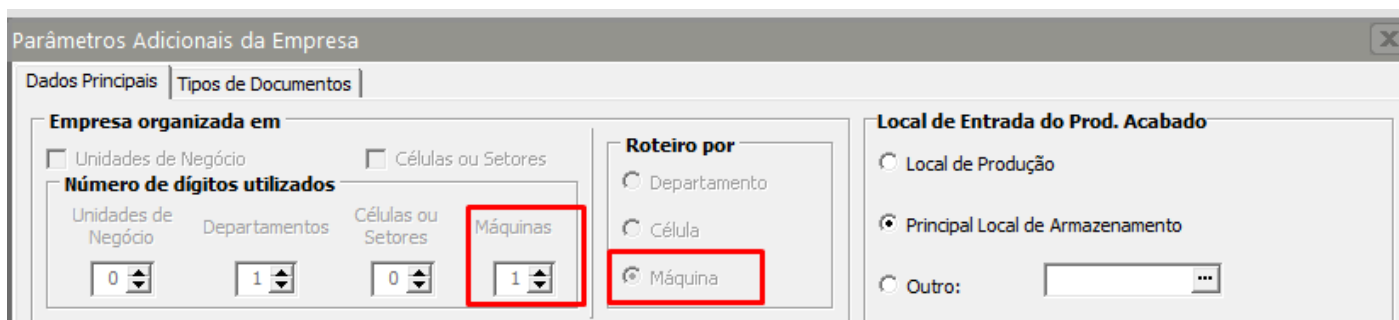 Parâmetros Adicionais da Empresa
Dados Principais
Tipos de Documentos
Empresa organizada em
Unidades de Negócio
Células ou Setores
Número de dígitos utilizados
Unidades de
Negócio
Departamentos
Células ou
Setores
Máquinas
0
1
0
1
Roteiro por
Departamento
Célula
Máquina
Local de Entrada do Prod. Acabado
Local de Produção
Principal Local de Armazenamento
Outro:
...